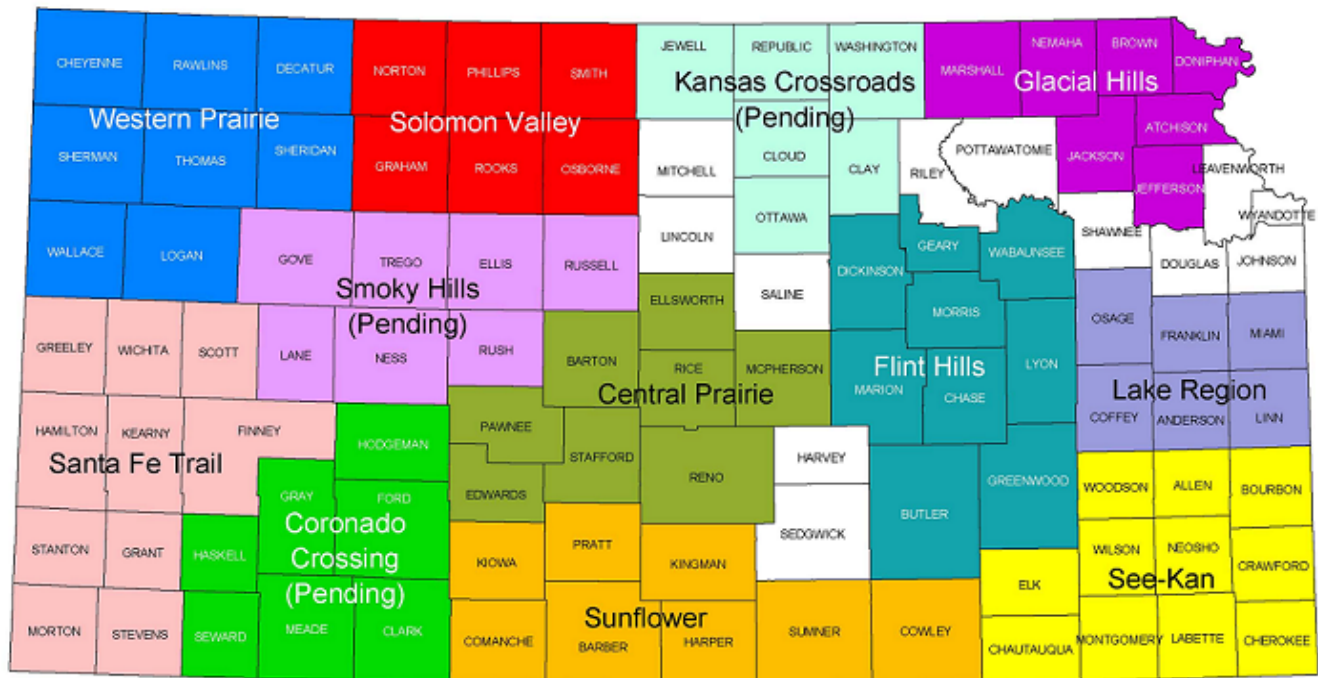 JEWELL
REPUBLIC
WASHINGTON
NEMAHA
BROWN
CHEYENNE
RAWLINS
DECATUR
NORTON
PHILLIPS
SMITH
MARSHALL
DONIPHAN
Kansas Crossroads
(Pending)
Glacial Hills
Western Prairie
Solomon Valley
SHERMAN
THOMAS
SHERIDAN
GRAHAM
ROOKS
OSBORNE
MITCHELL
CLOUD
CLAY
RILEY
POTTAWATOMIE
JACKSON
ATCHISON
JEFFERSON
LEAVENWORTH
WYANDOTTE
WALLACE
LOGAN
GOVE
TREGO
ELLIS
RUSSELL
LINCOLN
OTTAWA
DICKINSON
GEARY
WABAUNSEE
SHAWNEE
DOUGLAS
JOHNSON
Smoky Hills
(Pending)
ELLSWORTH
SALINE
MORRIS
OSAGE
FRANKLIN
MIAMI
GREELEY
WICHITA
SCOTT
LANE
NESS
RUSH
BARTON
RICE
MCPHERSON
MARION
CHASE
LYON
Flint Hills
Central Prairie
Lake Region
COFFEY
ANDERSON
LINN
HAMILTON
KEARNY
FINNEY
HODGEMAN
PAWNEE
STAFFORD
RENO
HARVEY
Santa Fe Trail
GRAY
FORD
EDWARDS
SEDGWICK
BUTLER
GREENWOOD
WOODSON
ALLEN
BOURBON
Coronado
Crossing
(Pending)
STANTON
GRANT
HASKELL
KIOWA
PRATT
KINGMAN
ELK
WILSON
NEOSHO
CRAWFORD
See-Kan
Sunflower
MORTON
STEVENS
SEWARD
MEADE
CLARK
COMANCHE
BARBER
HARPER
SUMNER
COWLEY
CHAUTAUQUA
MONTGOMERY
LABETTE
CHEROKEE